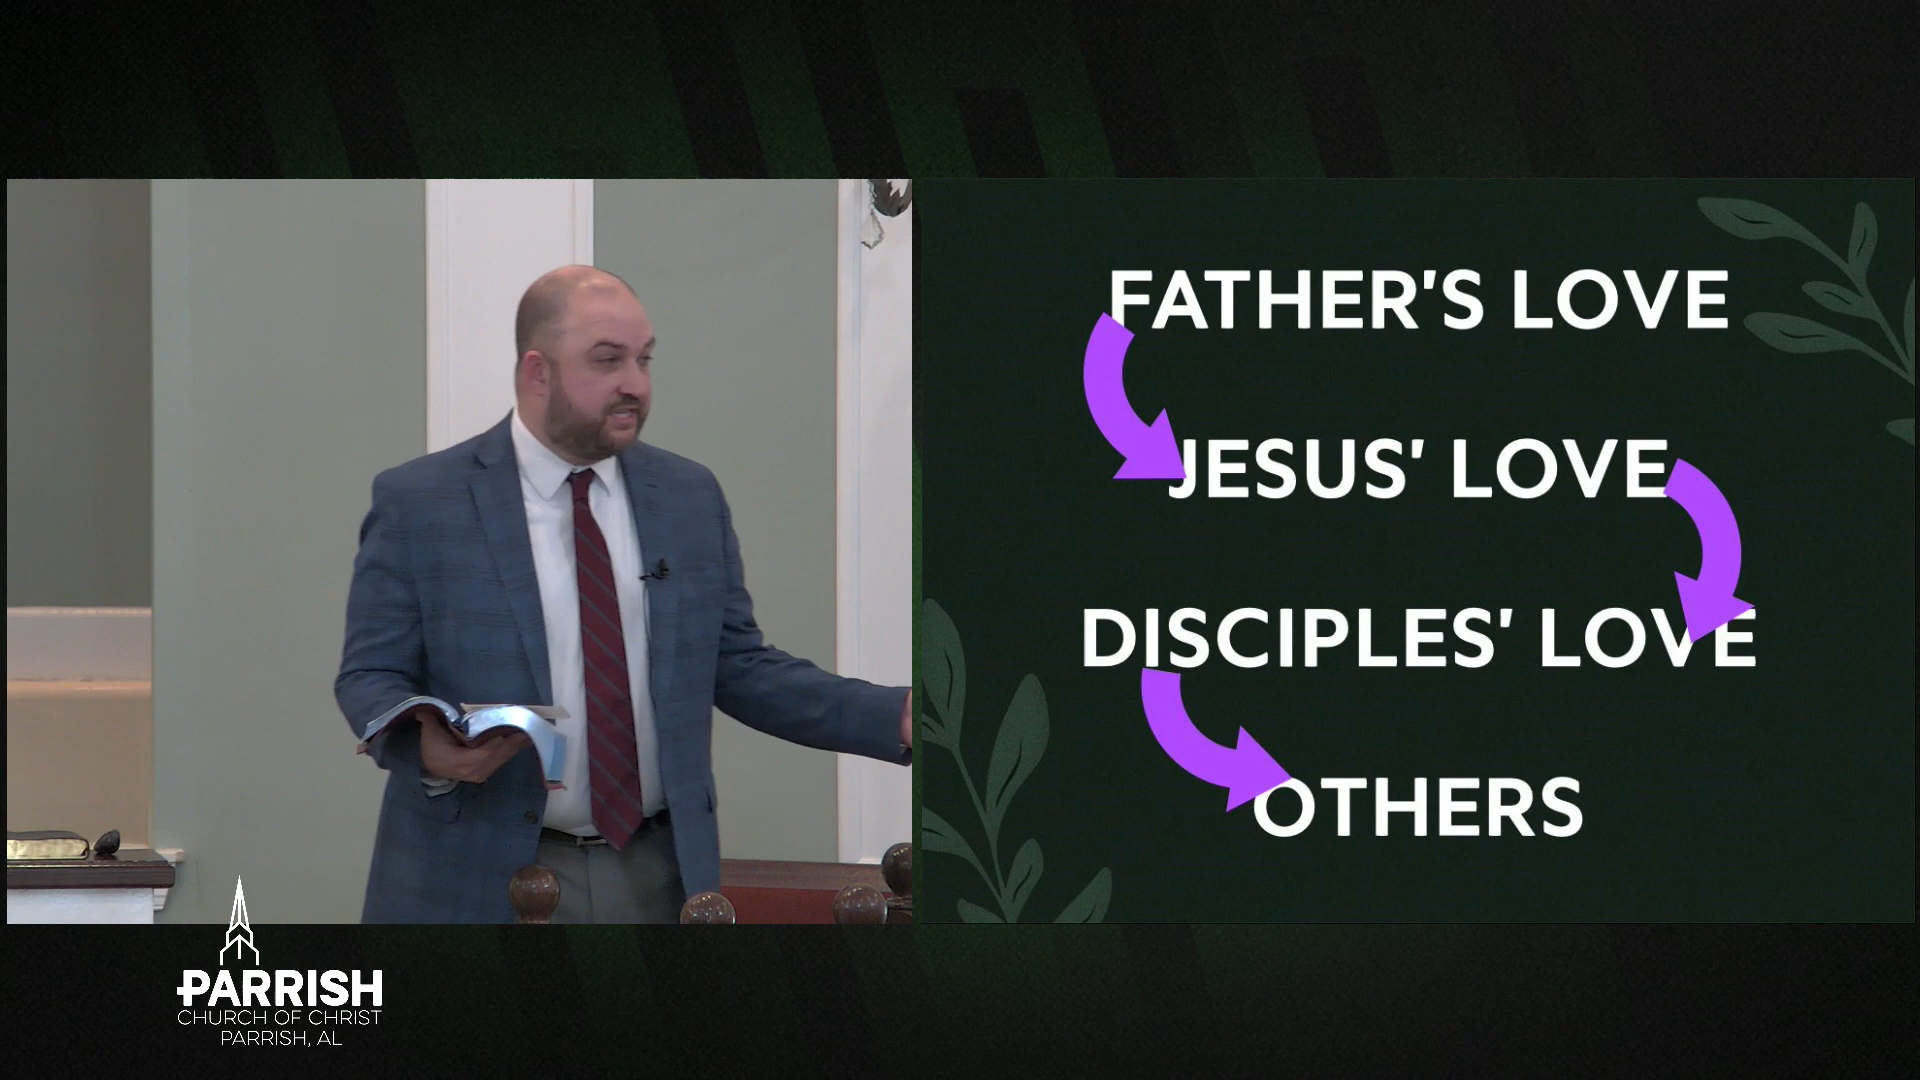 FATHER'S LOVE
JESUS' LOVE
DISCIPLES' LOVE
OTHERS
PARRISH
CHURCH OF CHRIST
PARRISH, AL